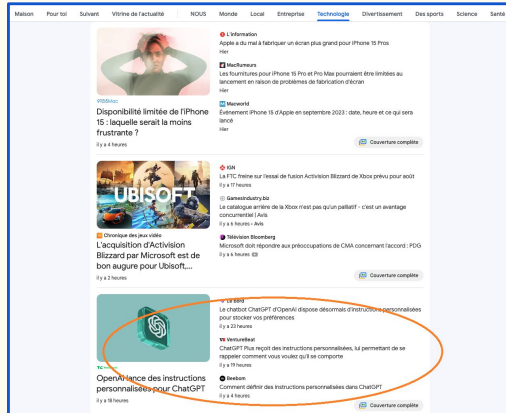 Maison Pour toi Suivant Vitrine de l'actualité NOUS Monde Local Entreprise Technologie Divertissement Des sports Science Santé
9to5Mac
Disponibilité limitée de l'iPhone
15 : laquelle serait la moins
frustrante ?
il y a 4 heures
L'information
Apple a du mal à fabriquer un écran plus grand pour iPhone 15 Pros
Hier
MacRumeurs
Les fournitures pour iPhone 15 Pro et Pro Max pourraient être limitées au
lancement en raison de problèmes de fabrication d'écran
Hier
Macworld
Événement iPhone 15 d'Apple en septembre 2023 : date, heure et ce qui sera
lancé
Hier
Couverture complète
UBISOFT
Chronique des jeux vidéo
L'acquisition d'Activision
Blizzard par Microsoft est de
bon augure pour Ubisoft,...
il y a 2 heures
IGN
La FTC freine sur l'essai de fusion Activision Blizzard de Xbox prévu pour août
il y a 17 heures
GamesIndustry.biz
Le catalogue arrière de la Xbox n'est pas qu'un palliatif - c'est un avantage
concurrentiel | Avis
il y a 6 heures • Avis
Télévision Bloomberg
Microsoft doit répondre aux préoccupations de CMA concernant l'accord : PDG
il y a 6 heures
Couverture complète
TC
OpenAI lance des instructions
personnalisées pour ChatGPT
il y a 18 heures
Le bord
Le chatbot ChatGPT d'OpenAI dispose désormais d'instructions personnalisées
pour stocker vos préférences
il y a 23 heures
VB VentureBeat
ChatGPT Plus reçoit des instructions personnalisées, lui permettant de se
rappeler comment vous voulez qu'il se comporte
il y a 19 heures
Beebom
Comment définir des instructions personnalisées dans ChatGPT
il y a 4 heures
Couverture complète